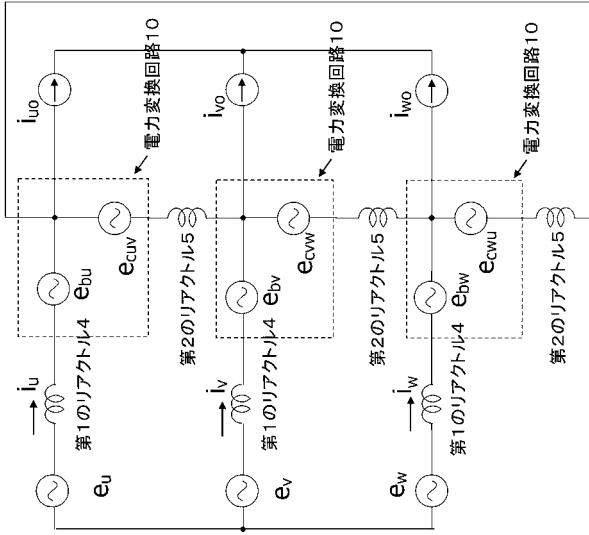 電力変換回路10
電力変換回路10
電力変換回路10
iuo
ivo
iwo
ecuv
ecvw
ecwu
ebu
ebv
ebw
第2のリアクトル5
第2のリアクトル5
第2のリアクトル5
iu
iv
iw
第1のリアクトル4
第1のリアクトル4
第1のリアクトル4
eu
ev
ew